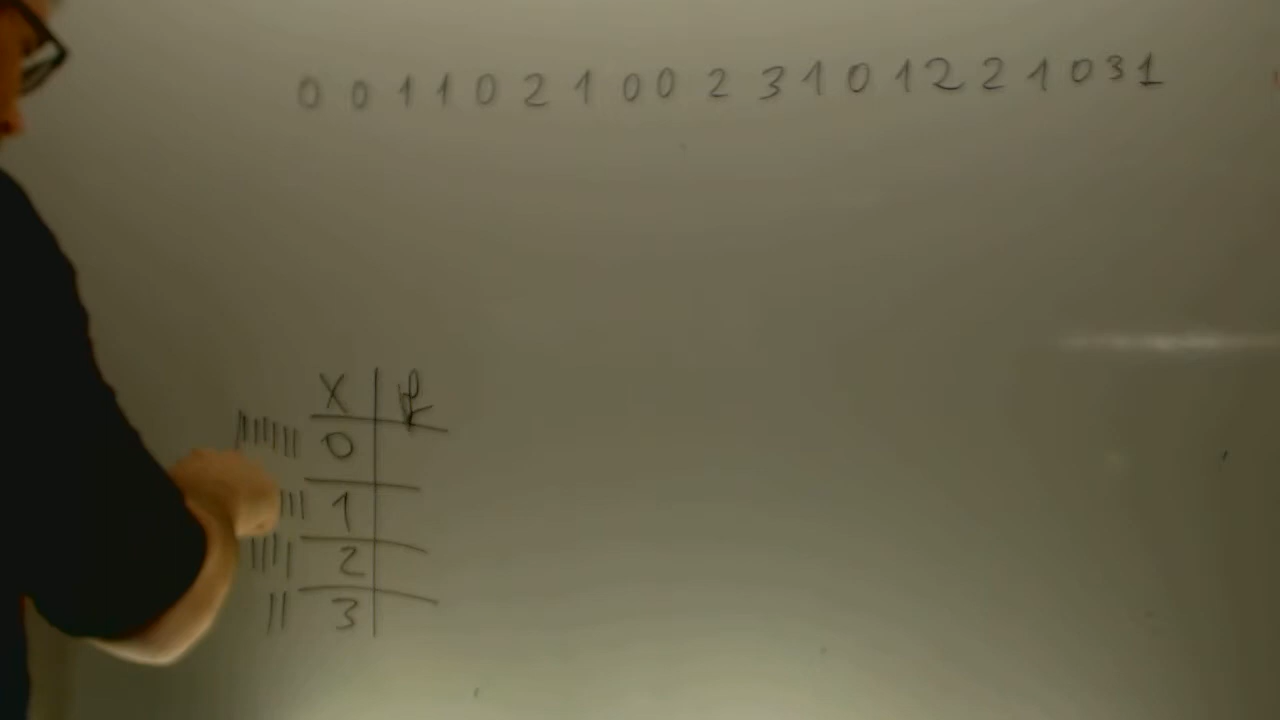 0 0 1 1 0 2 1 0 0 2 3 1 0 1 2 2 1 0 3 1
X
||||||| 0
||| 1
|||| 2
|| 3